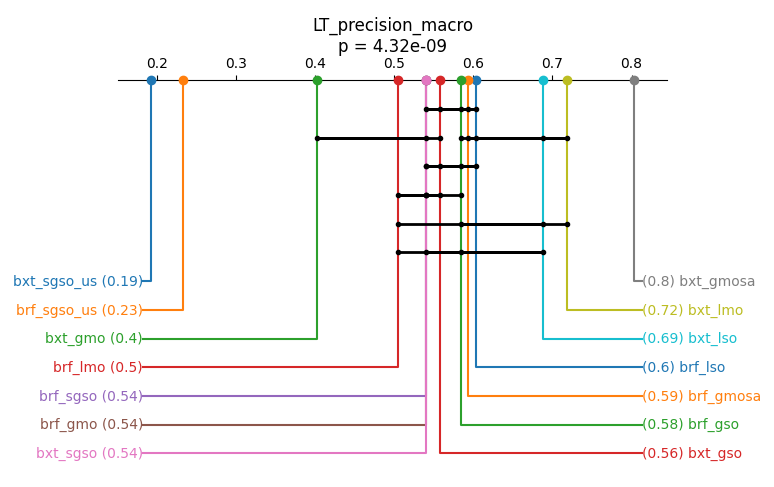 LT_precision_macro
p = 4.32e-09
0.2 0.3 0.4 0.5 0.6 0.7 0.8
bxt_sgso_us (0.19) (0.8) bxt_gmosa
brf_sgso_us (0.23) (0.72) bxt_lmo
bxt_gmo (0.4) (0.69) bxt_lso
brf_lmo (0.5) (0.6) brf_lso
brf_sgso (0.54) (0.59) brf_gmosa
brf_gmo (0.54) (0.58) brf_gso
bxt_sgso (0.54) (0.56) bxt_gso